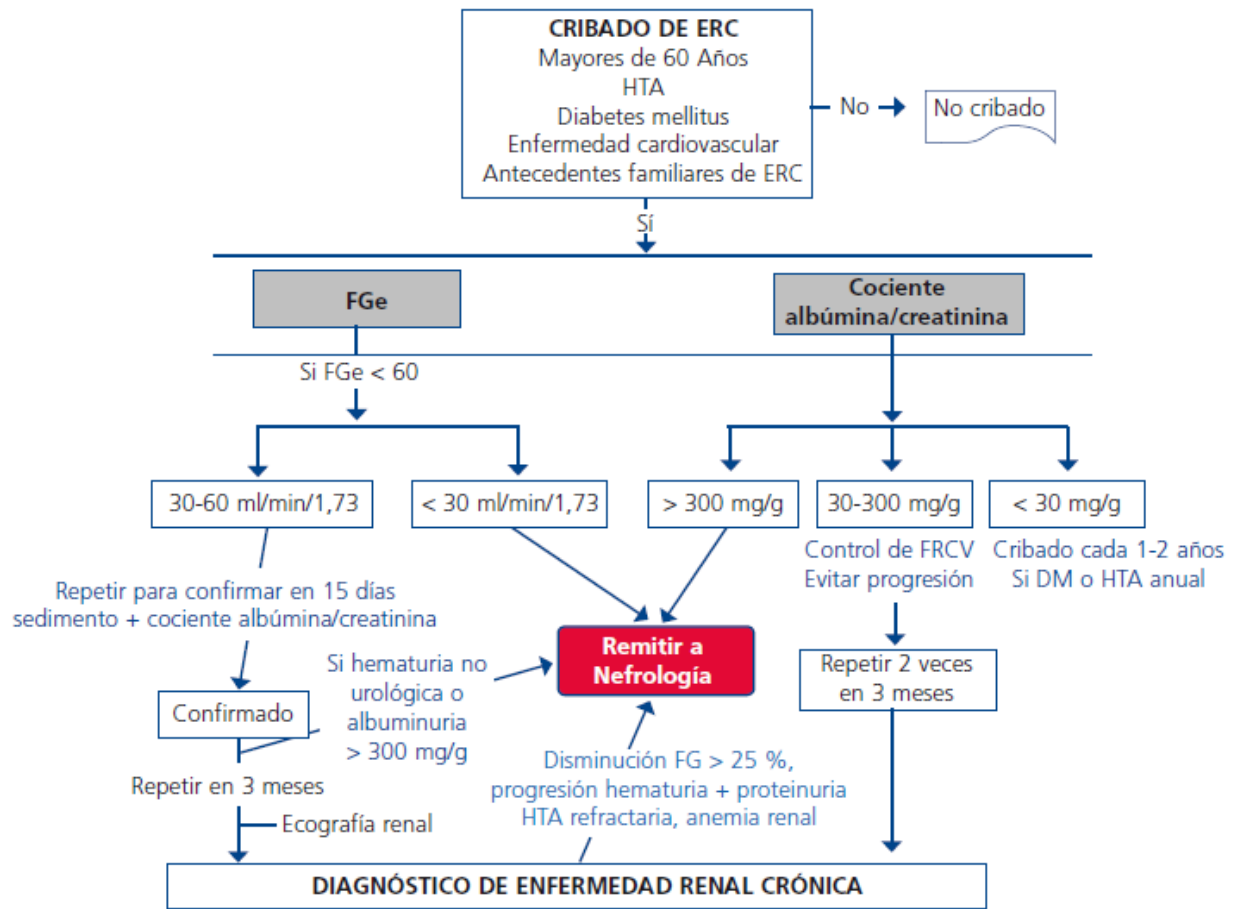 CRIBADO DE ERC
Mayores de 60 Años
HTA
Diabetes mellitus
Enfermedad cardiovascular
Antecedentes familiares de ERC
No
No cribado
Sí
FGe
Cociente
albúmina/creatinina
Si FGe < 60
30-60 ml/min/1,73
< 30 ml/min/1,73
> 300 mg/g
30-300 mg/g
< 30 mg/g
Control de FRCV
Evitar progresión
Cribado cada 1-2 años
Si DM o HTA anual
Repetir para confirmar en 15 días
sedimento + cociente albúmina/creatinina
Remitir a
Nefrología
Repetir 2 veces
en 3 meses
Si hematuria no
urológica o
albuminuria
> 300 mg/g
Confirmado
Disminución FG > 25 %,
progresión hematuria + proteinuria
HTA refractaria, anemia renal
Repetir en 3 meses
Ecografía renal
DIAGNÓSTICO DE ENFERMEDAD RENAL CRÓNICA